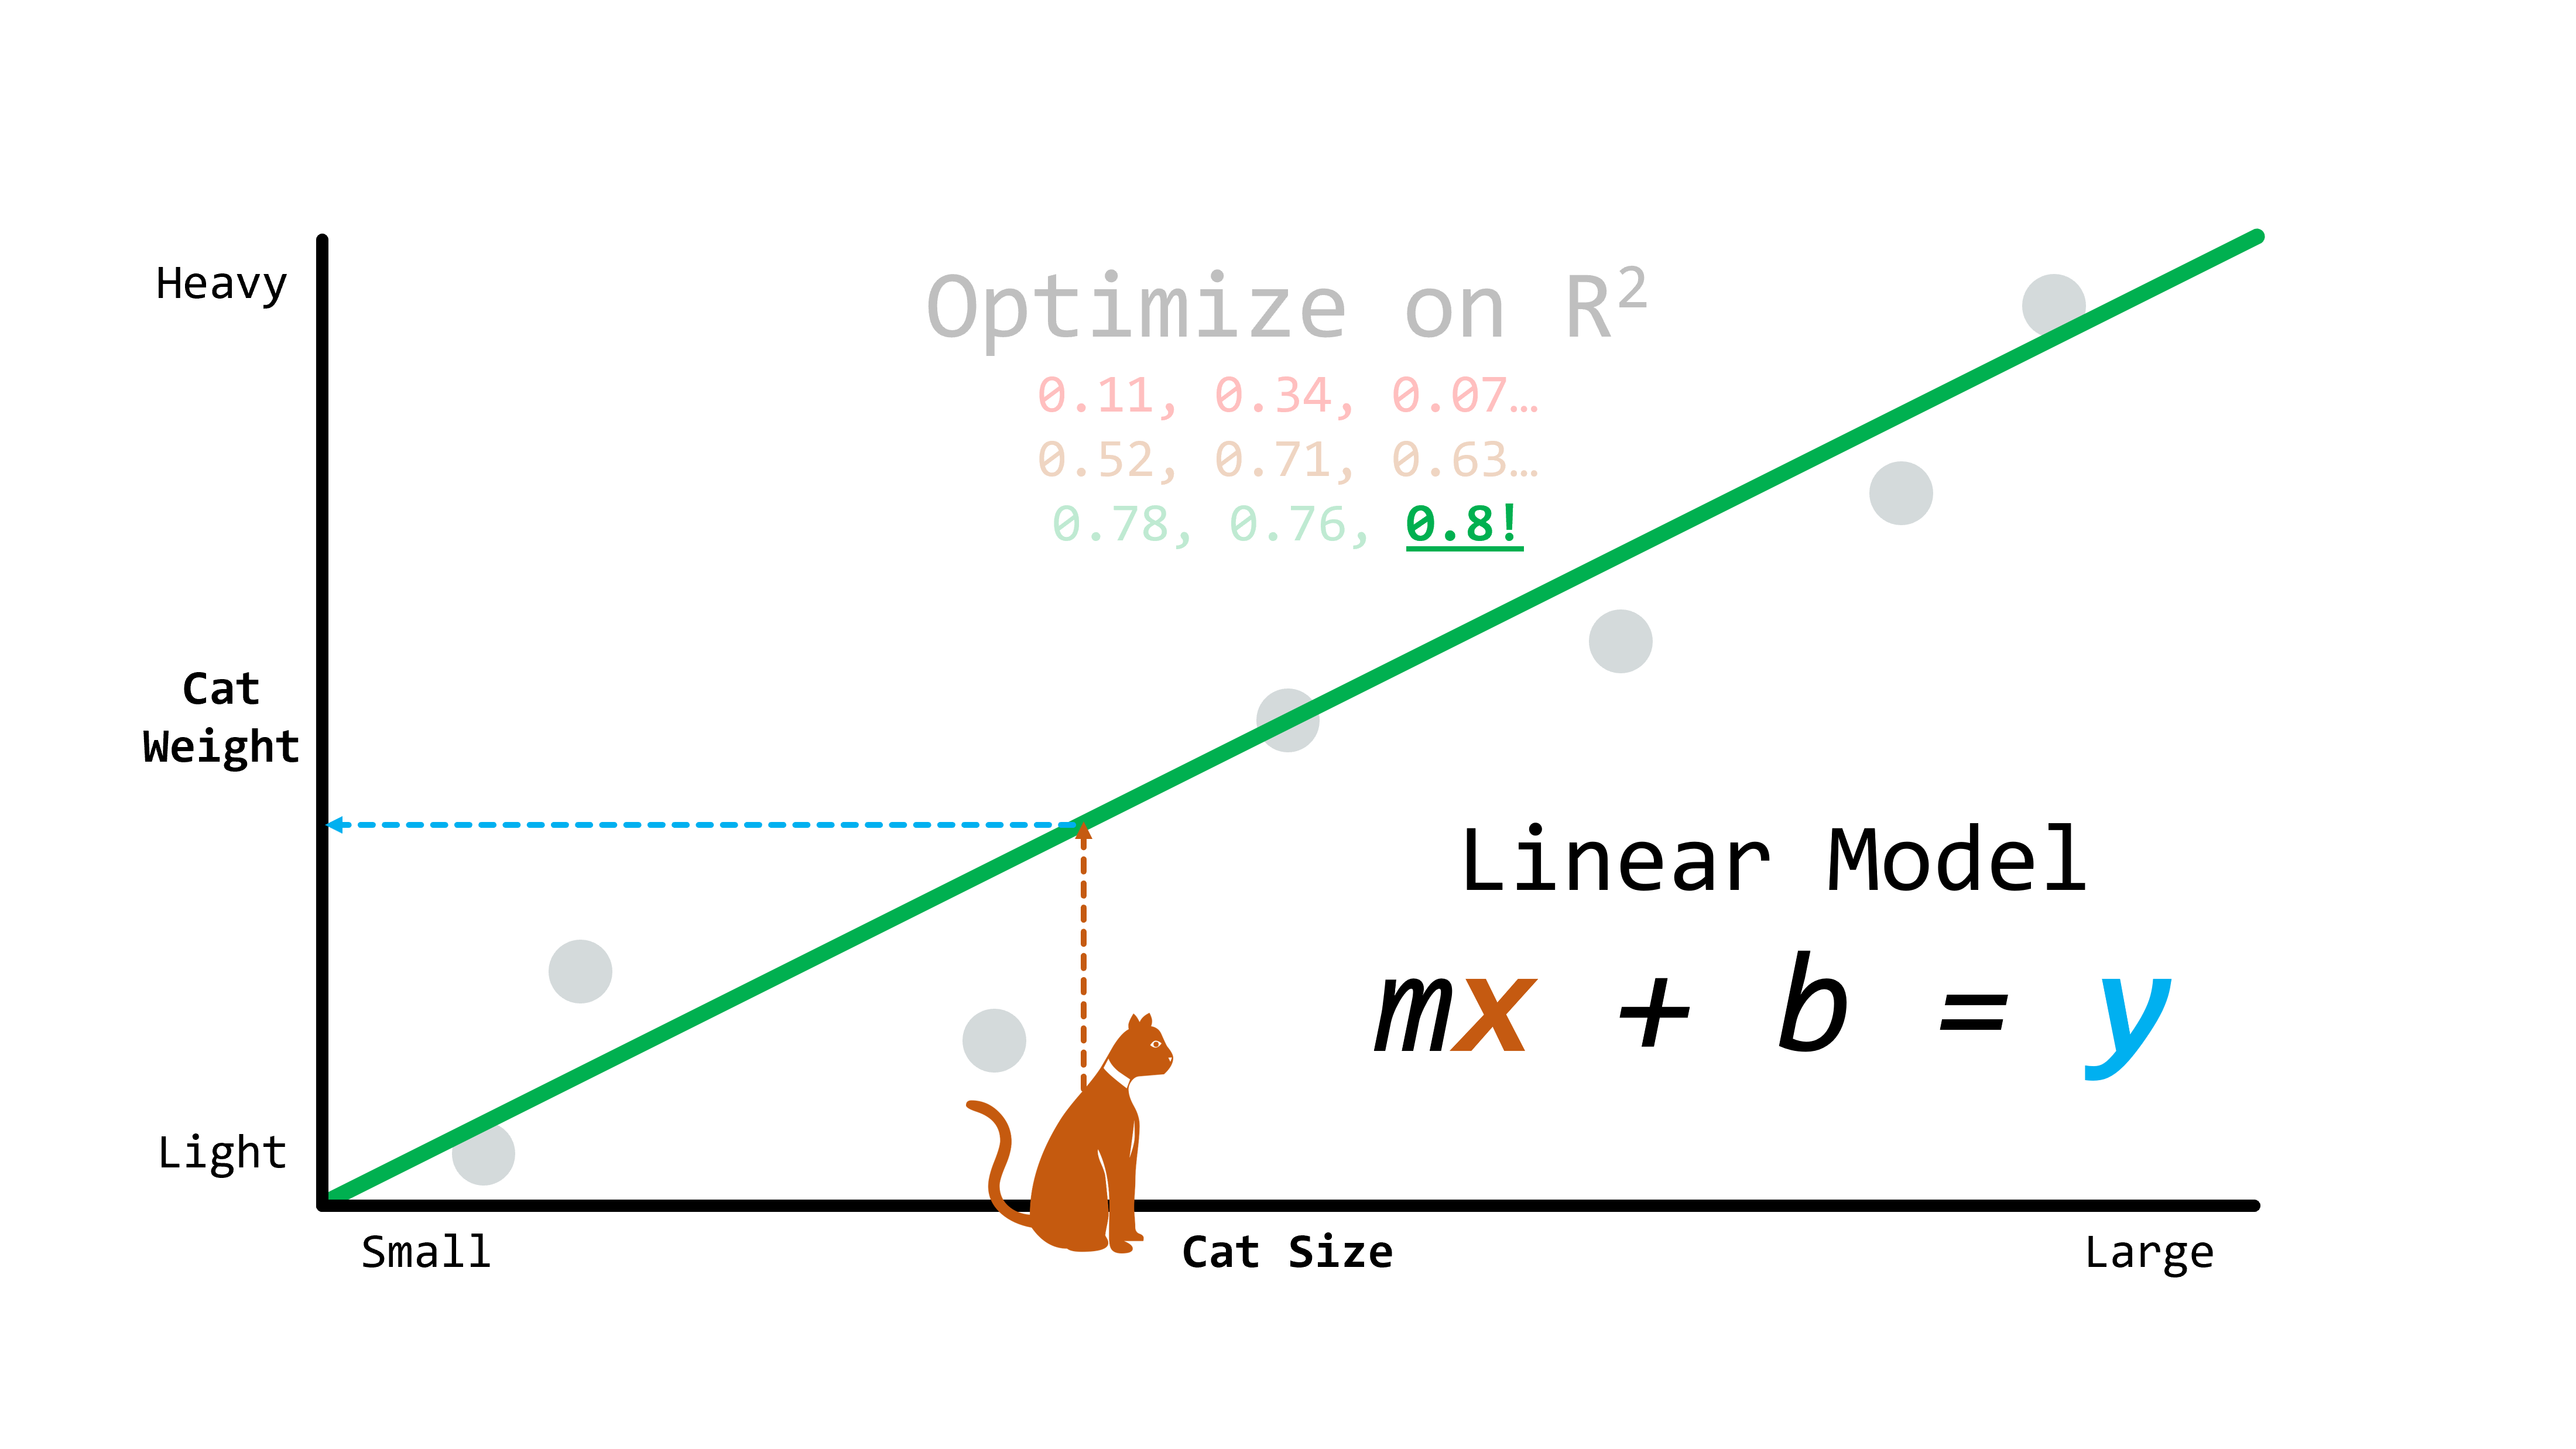 Heavy
Optimize on R²
0.11, 0.34, 0.07…
0.52, 0.71, 0.63…
0.78, 0.76, 0.8!
Cat
Weight
Linear Model
mx + b = y
Light
Small
Cat Size
Large